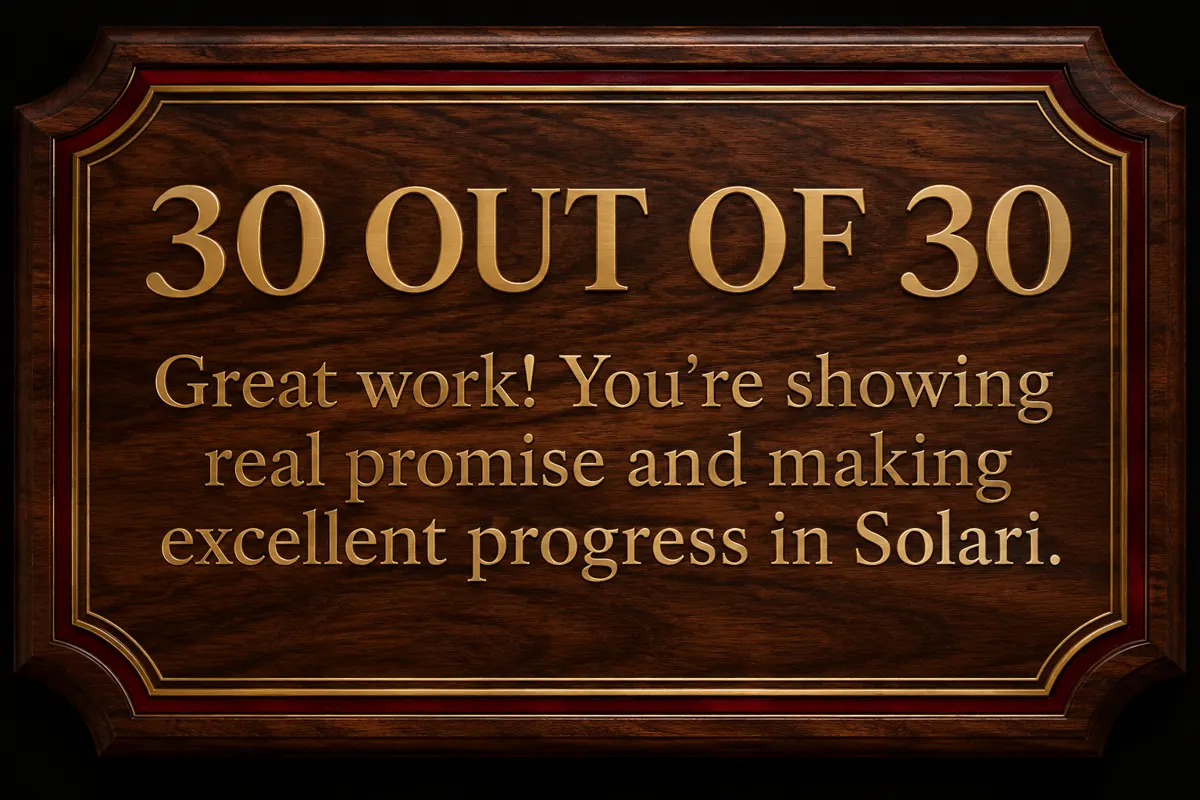 30 OUT OF 30
Great work! You’re showing
real promise and making
excellent progress in Solari.